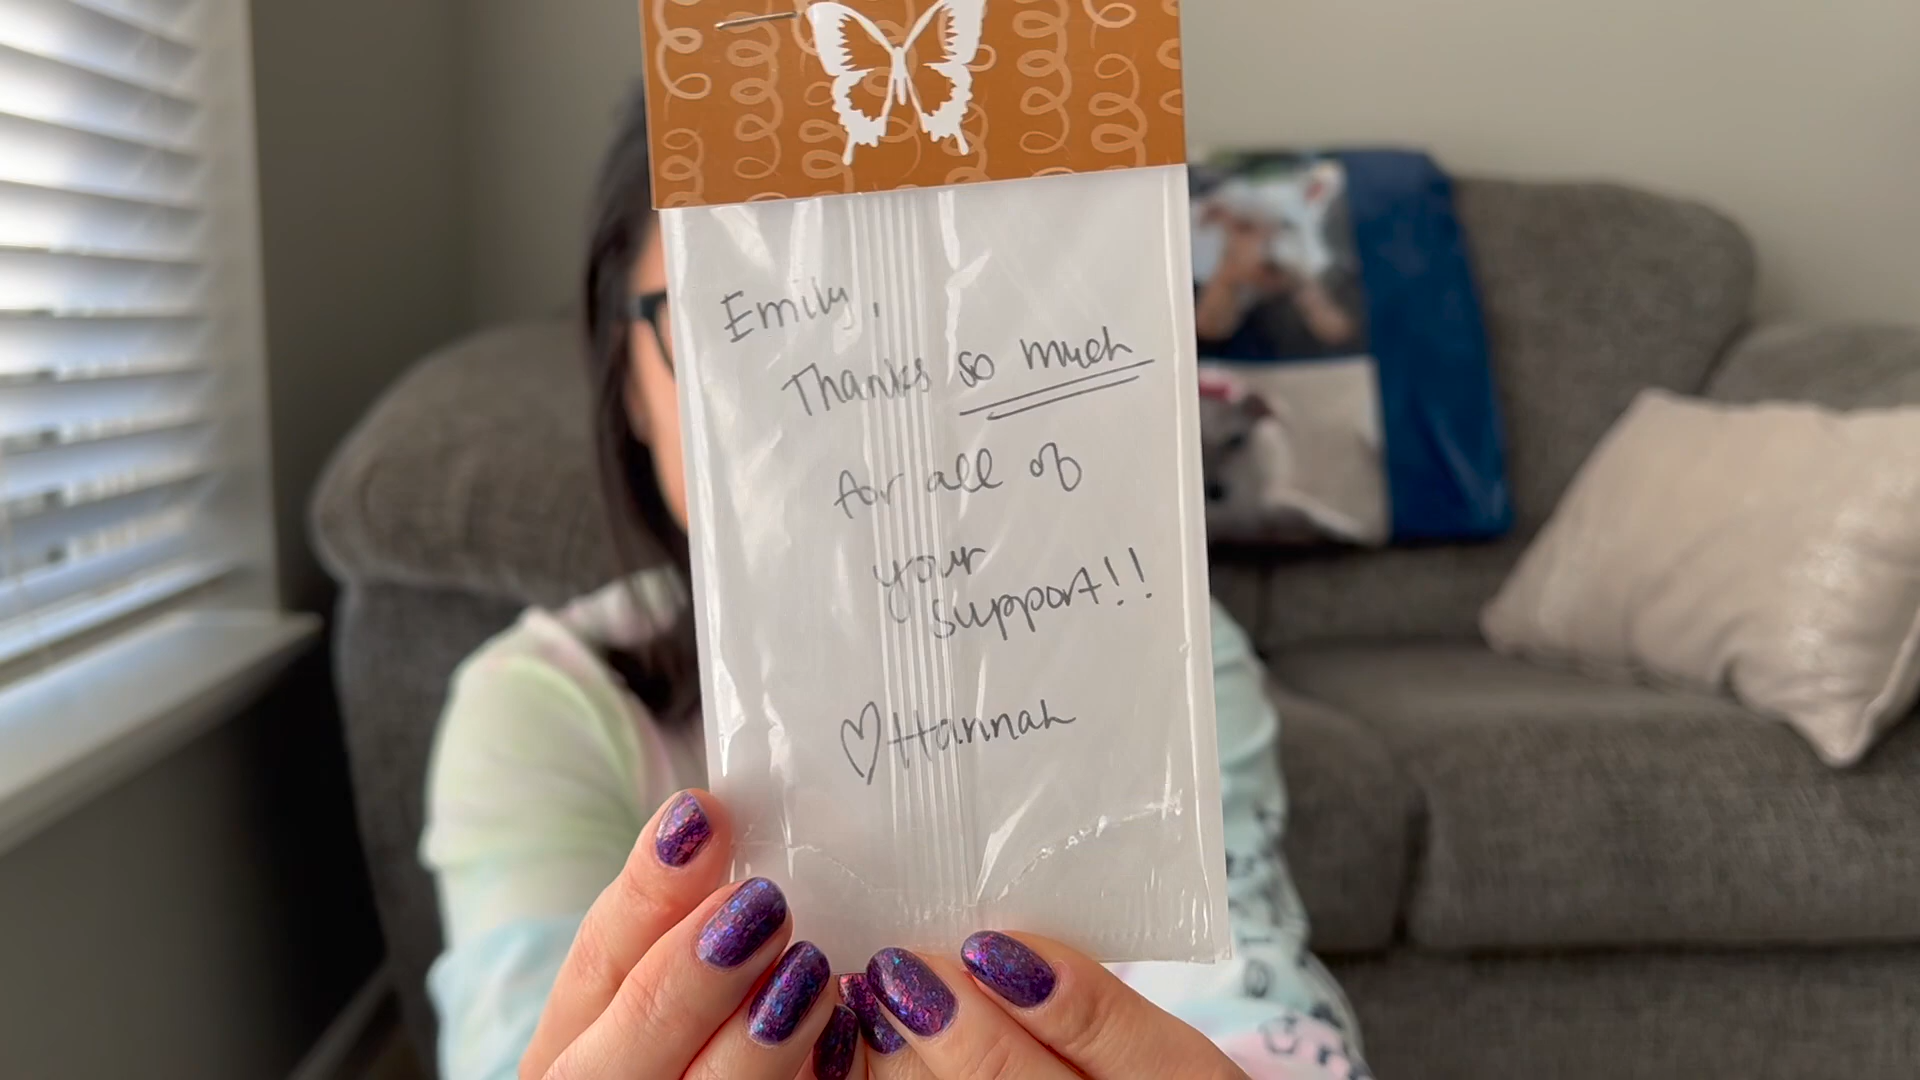 Emily,
Thanks so much
for all of
your
support!!
♡Hannah